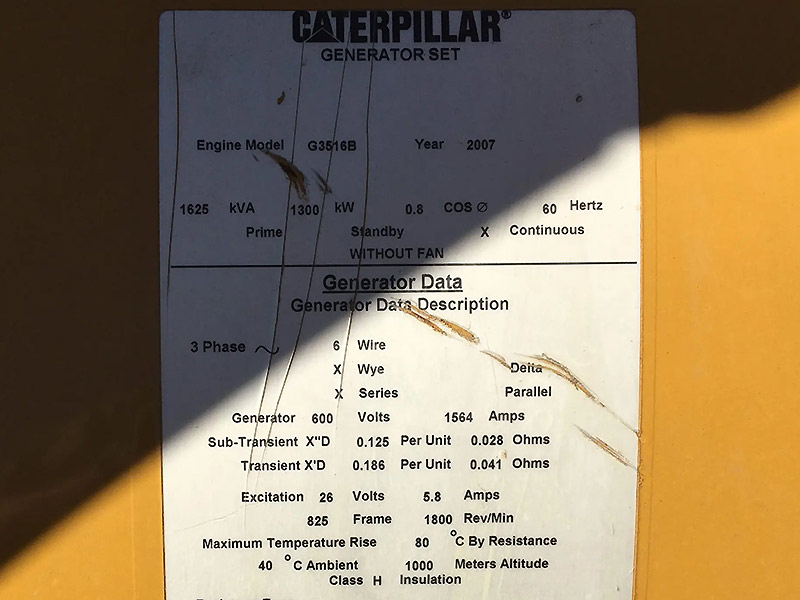 CATERPILLAR®
GENERATOR SET
Engine Model G3516B Year 2007
1625 kVA 1300 kW 0.8 COS Ø 60 Hertz
Prime Standby X Continuous
WITHOUT FAN
Generator Data
Generator Data Description
3 Phase ~ 6 Wire
X Wye Delta
X Series Parallel
Generator 600 Volts 1564 Amps
Sub-Transient X"D 0.125 Per Unit 0.028 Ohms
Transient X'D 0.186 Per Unit 0.041 Ohms
Excitation 26 Volts 5.8 Amps
825 Frame 1800 Rev/Min
Maximum Temperature Rise 80 °C By Resistance
40 °C Ambient 1000 Meters Altitude
Class H Insulation